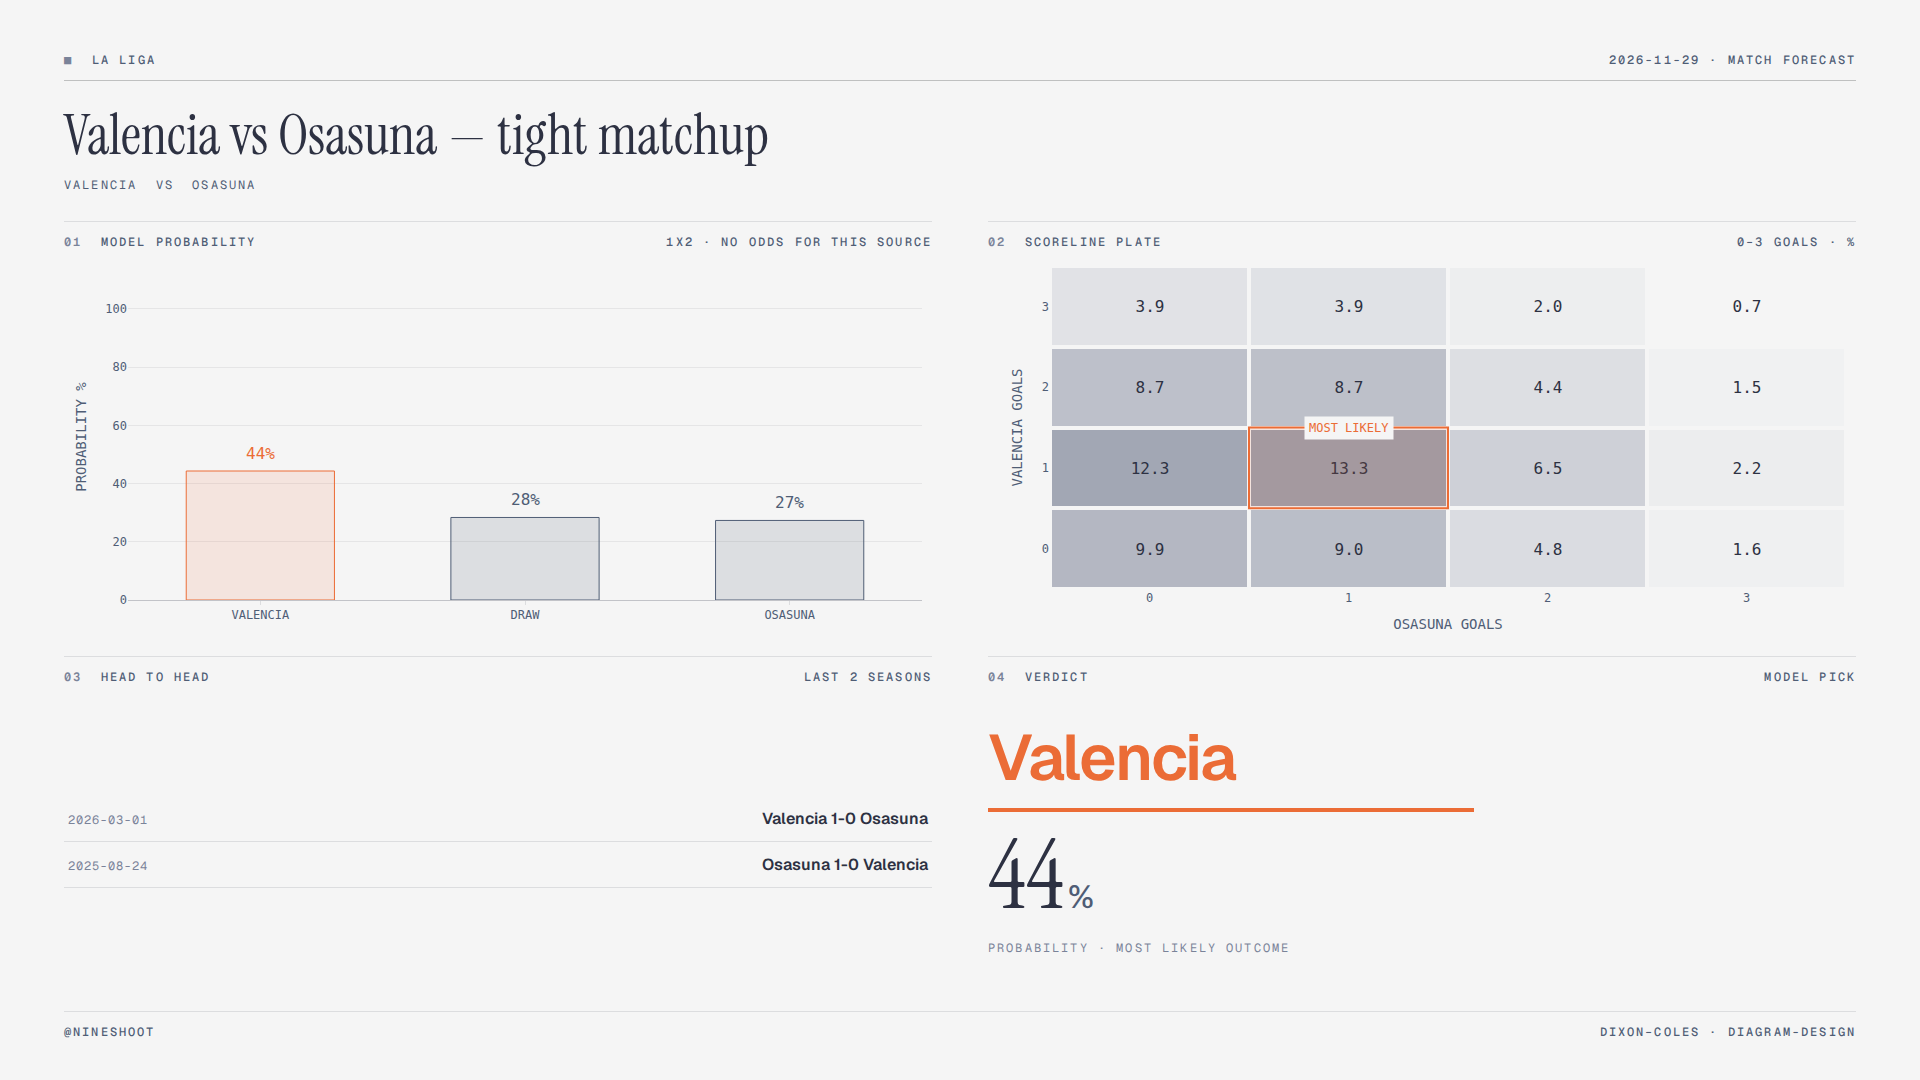 LA LIGA
2026-11-29 · MATCH FORECAST
Valencia vs Osasuna — tight matchup
VALENCIA VS OSASUNA
01 MODEL PROBABILITY
1X2 · NO ODDS FOR THIS SOURCE
PROBABILITY %
100
80
60
40
20
0
44%
28%
27%
VALENCIA
DRAW
OSASUNA
02 SCORELINE PLATE
0-3 GOALS · %
VALENCIA GOALS
3 3.9 3.9 2.0 0.7
2 8.7 8.7 4.4 1.5
MOST LIKELY
1 12.3 13.3 6.5 2.2
0 9.9 9.0 4.8 1.6
0 1 2 3
OSASUNA GOALS
03 HEAD TO HEAD
LAST 2 SEASONS
2026-03-01 Valencia 1-0 Osasuna
2025-08-24 Osasuna 1-0 Valencia
04 VERDICT
MODEL PICK
Valencia
44%
PROBABILITY · MOST LIKELY OUTCOME
@NINESHOOT
DIXON-COLES · DIAGRAM-DESIGN